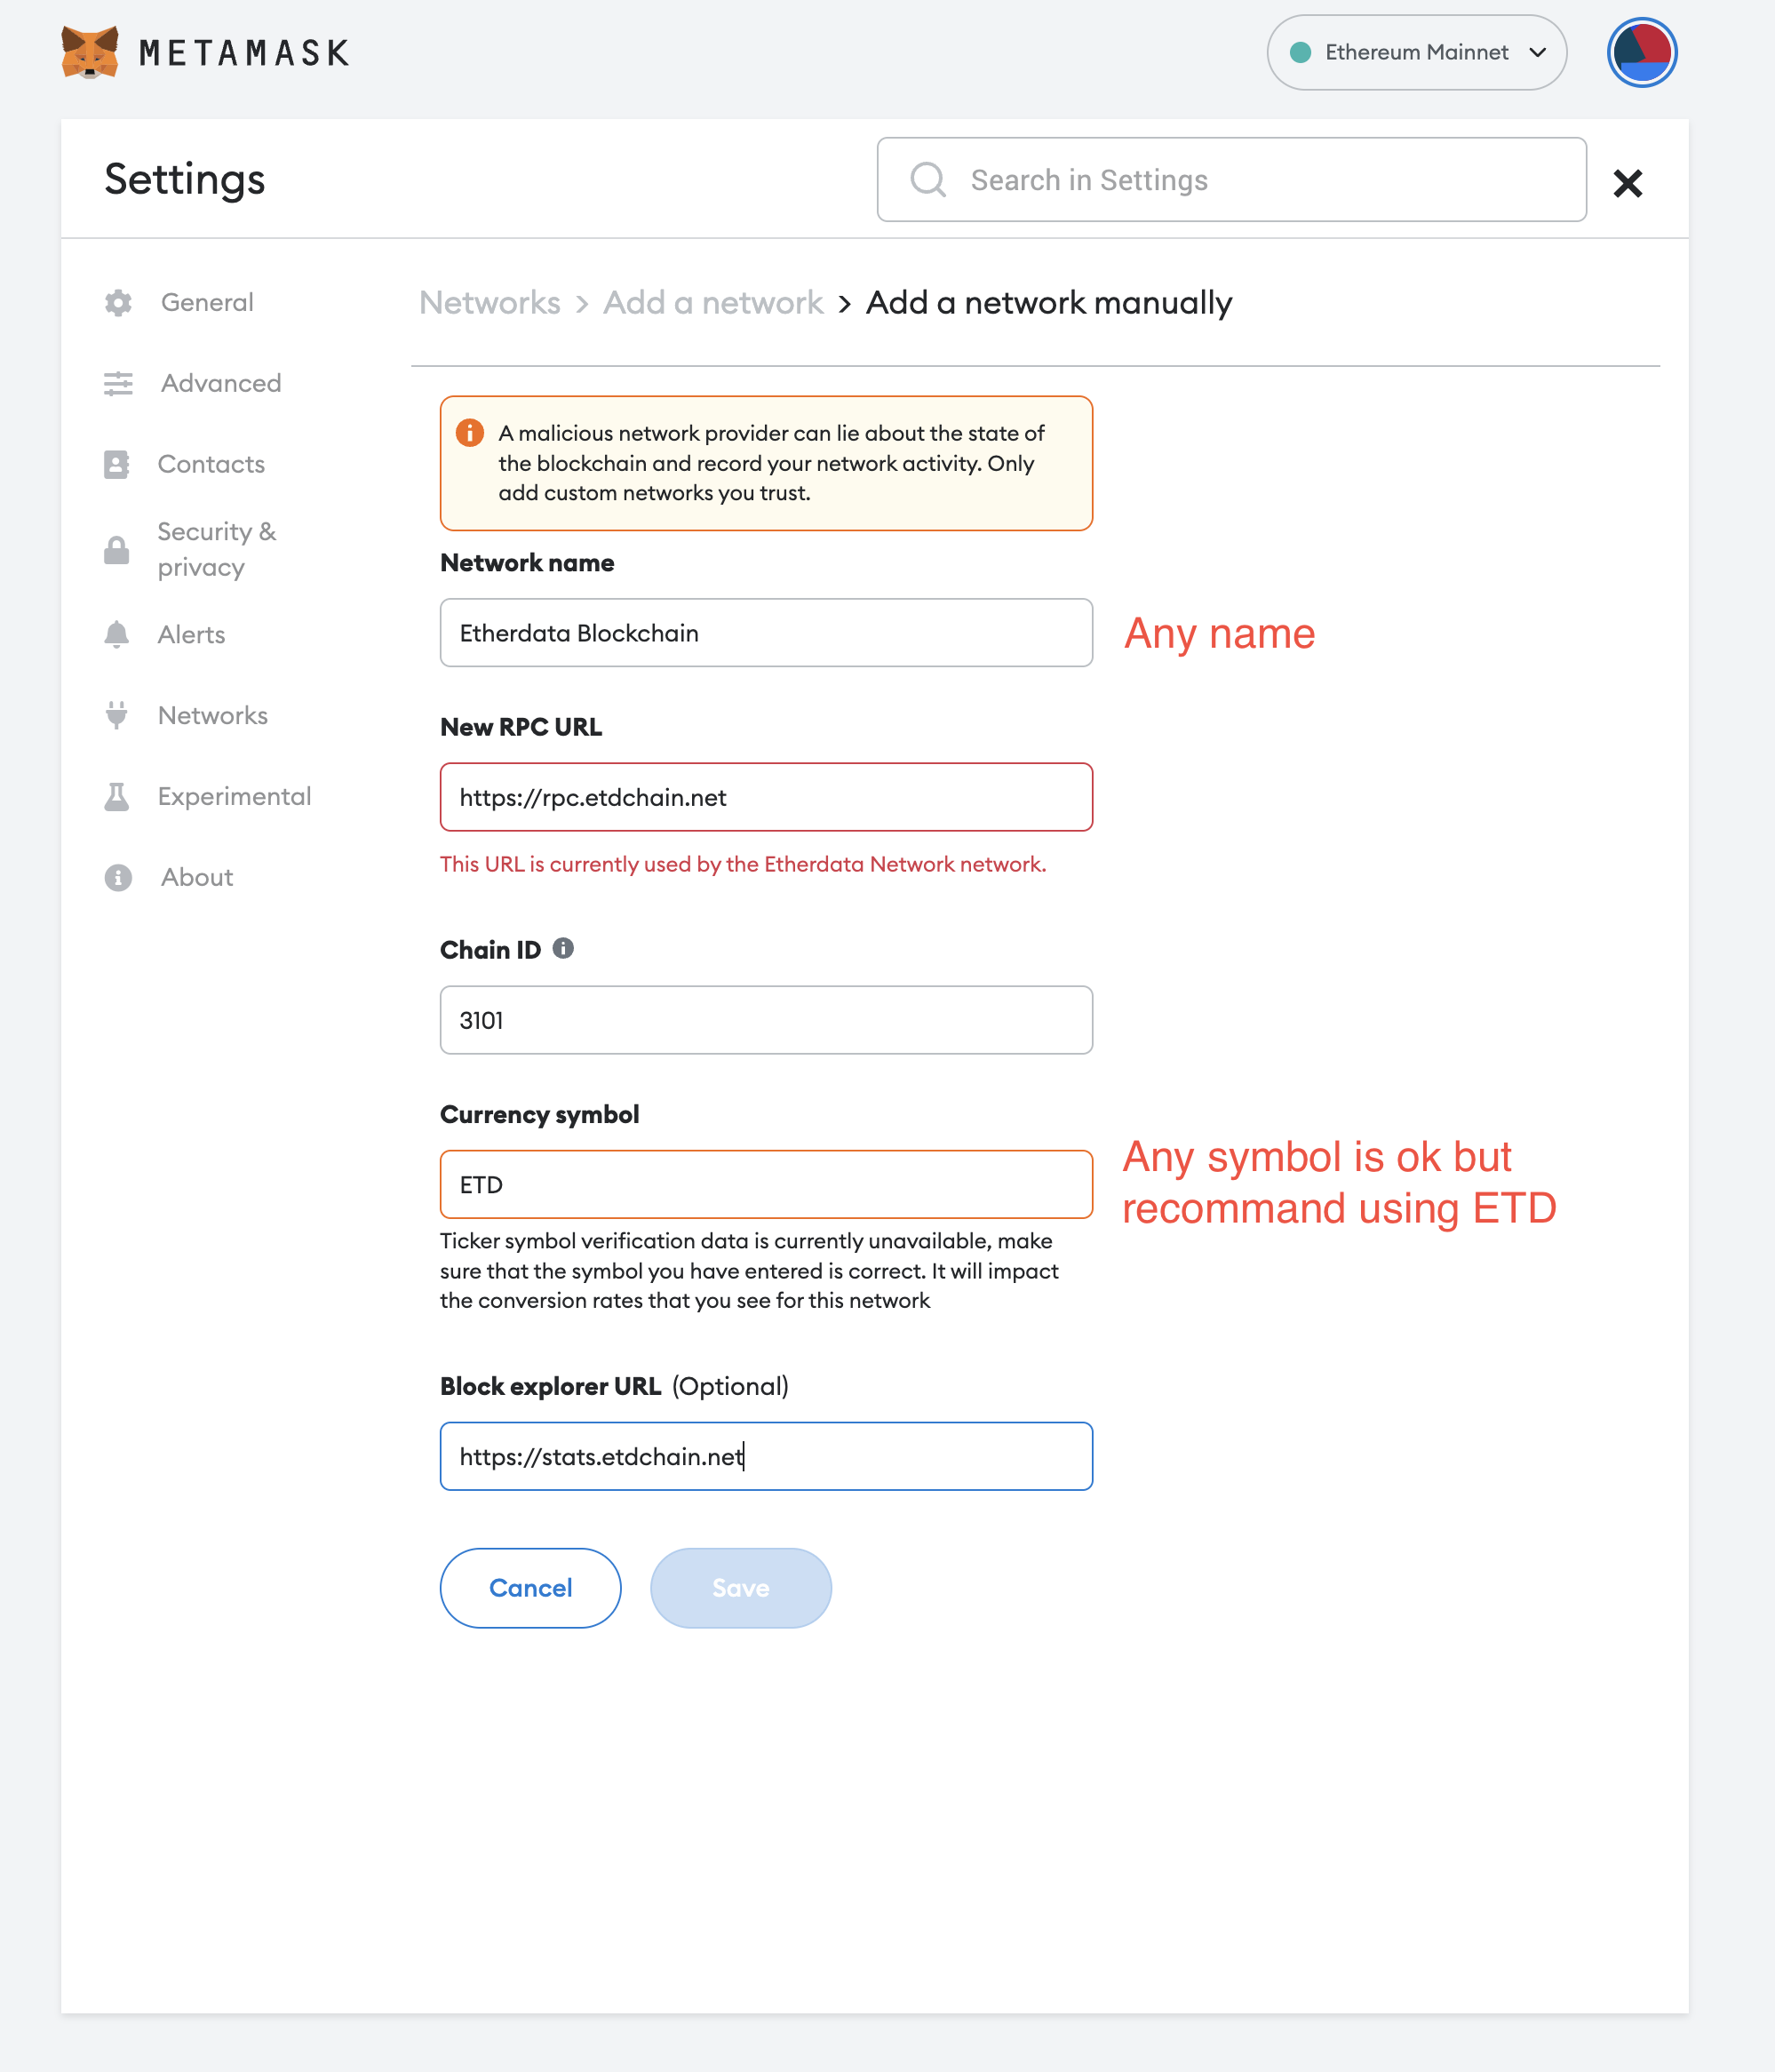 METAMASK
Ethereum Mainnet
Settings
Search in Settings
General
Advanced
Contacts
Security &
privacy
Alerts
Networks
Experimental
About
Networks > Add a network > Add a network manually
A malicious network provider can lie about the state of
the blockchain and record your network activity. Only
add custom networks you trust.
Network name
Etherdata Blockchain
Any name
New RPC URL
https://rpc.etdchain.net
This URL is currently used by the Etherdata Network network.
Chain ID
3101
Currency symbol
ETD
Any symbol is ok but
recommand using ETD
Ticker symbol verification data is currently unavailable, make
sure that the symbol you have entered is correct. It will impact
the conversion rates that you see for this network
Block explorer URL (Optional)
https://stats.etdchain.net
Cancel
Save